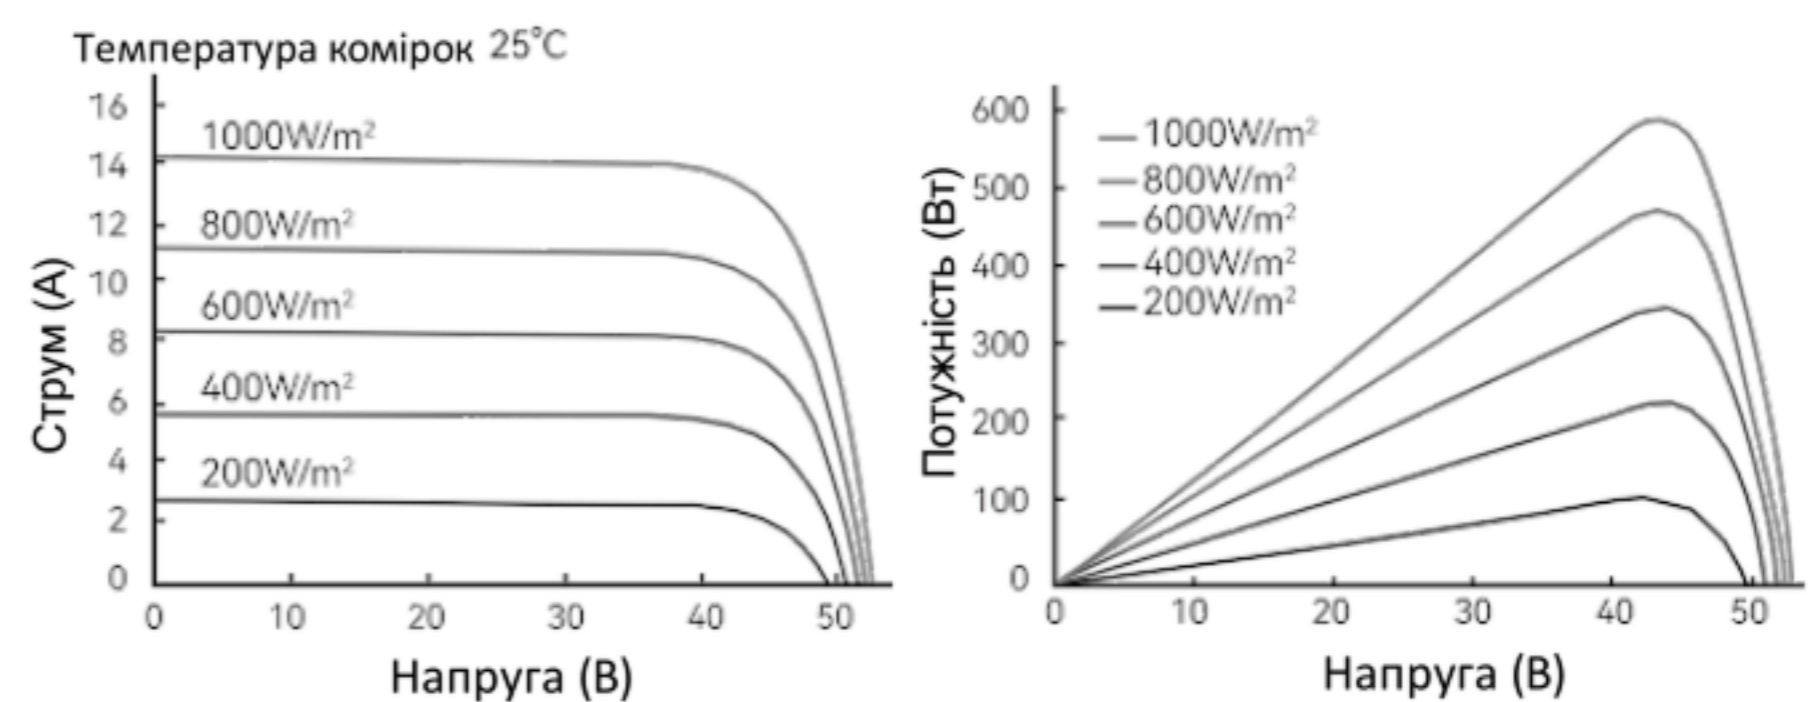 Температура комірок 25°C
Струм (А)
16
14
12
10
8
6
4
2
0
1000W/m²
800W/m²
600W/m²
400W/m²
200W/m²
0 10 20 30 40 50
Напруга (В)
Потужність (Вт)
600
500
400
300
200
100
0
1000W/m²
800W/m²
600W/m²
400W/m²
200W/m²
0 10 20 30 40 50
Напруга (В)